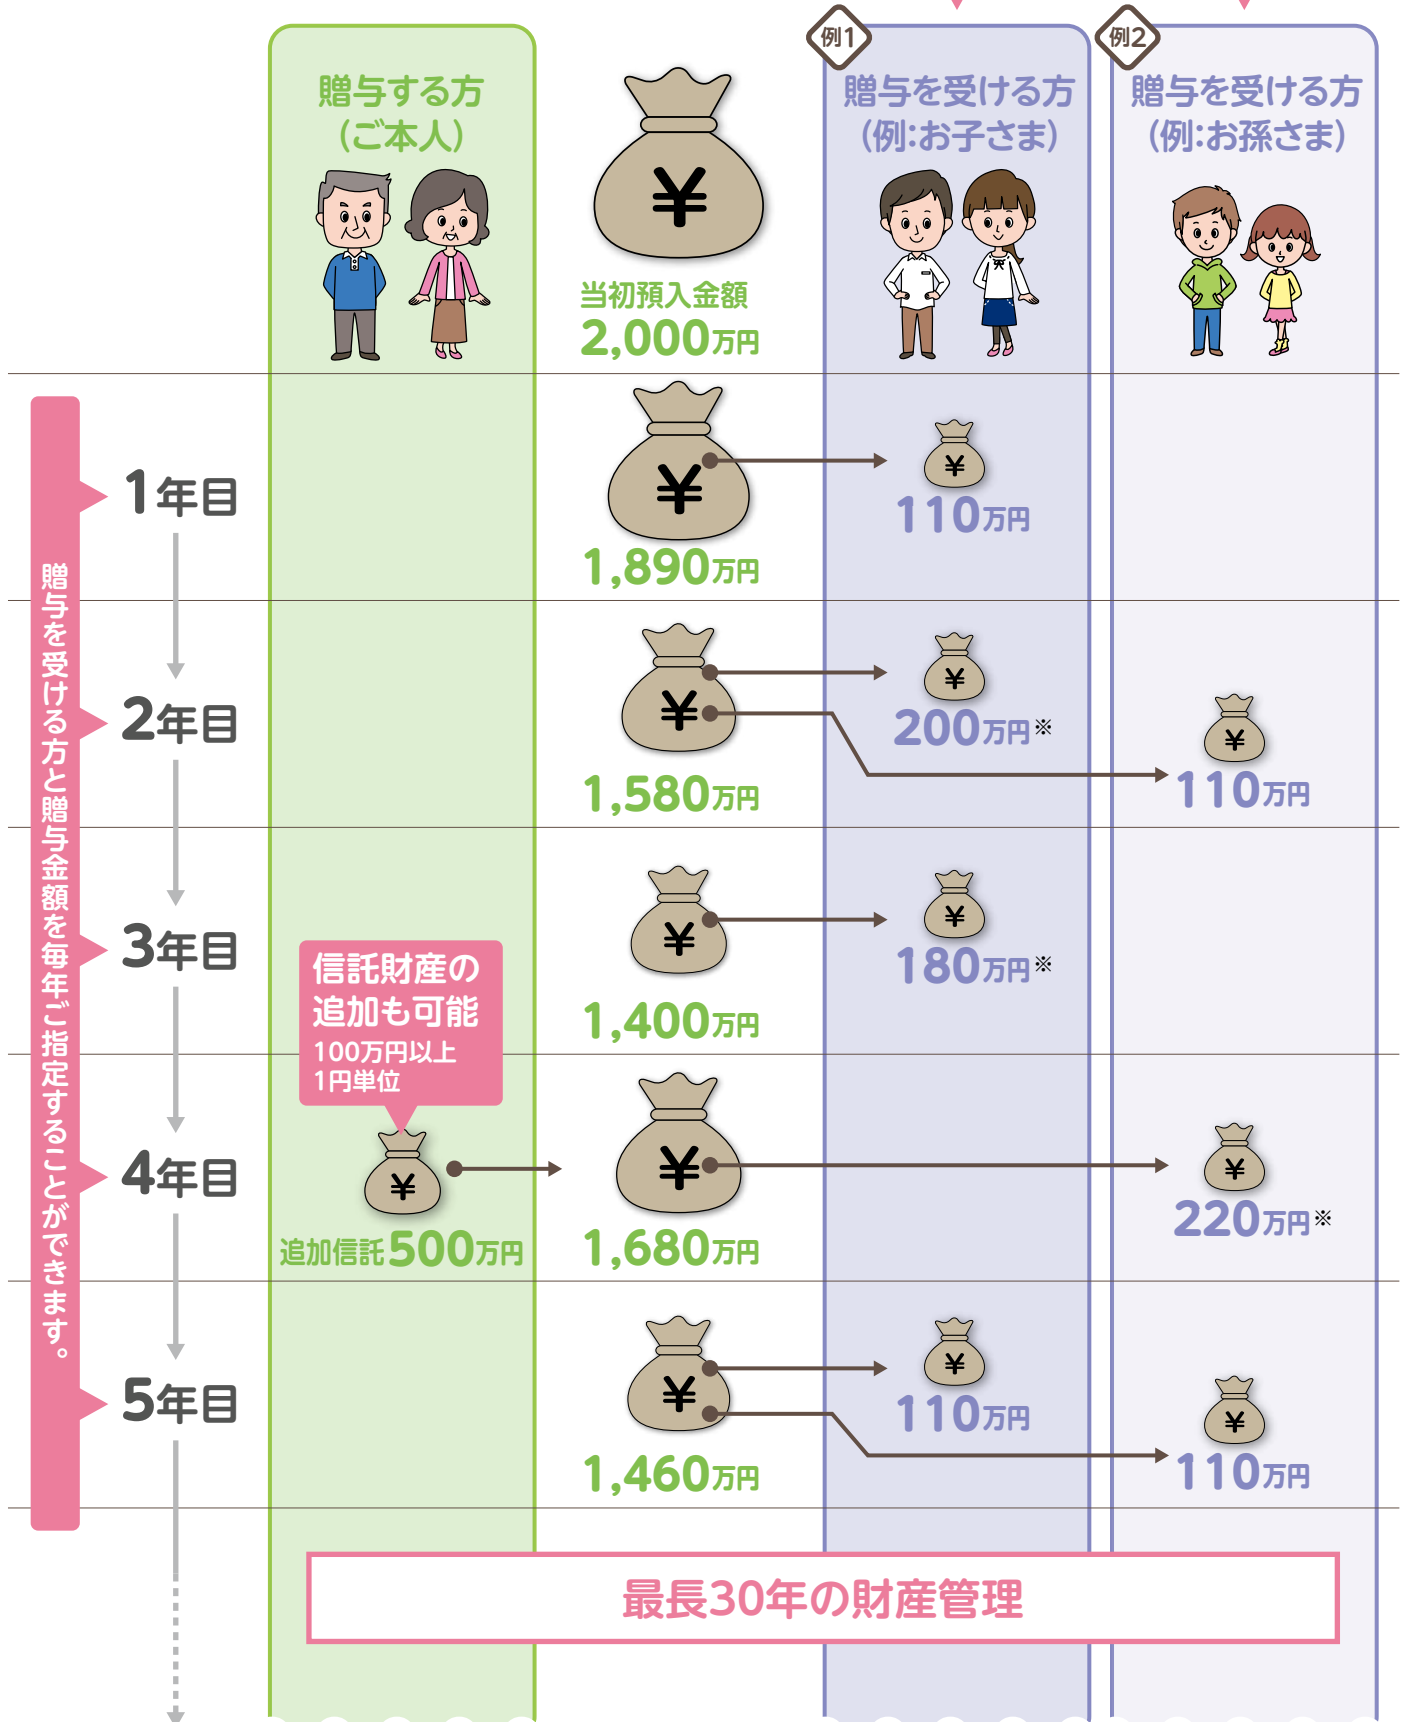 例1
例2
贈与する方
(ご本人)
贈与を受ける方
(例:お子さま)
贈与を受ける方
(例:お孫さま)
¥
当初預入金額
2,000万円
贈与を受ける方と贈与金額を毎年ご指定することができます。
1年目
¥
1,890万円
¥
110万円
2年目
¥
1,580万円
¥
200万円※
¥
110万円
3年目
¥
1,400万円
¥
180万円※
信託財産の
追加も可能
100万円以上
1円単位
4年目
¥
追加信託500万円
¥
1,680万円
¥
220万円※
5年目
¥
1,460万円
¥
110万円
¥
110万円
最長30年の財産管理